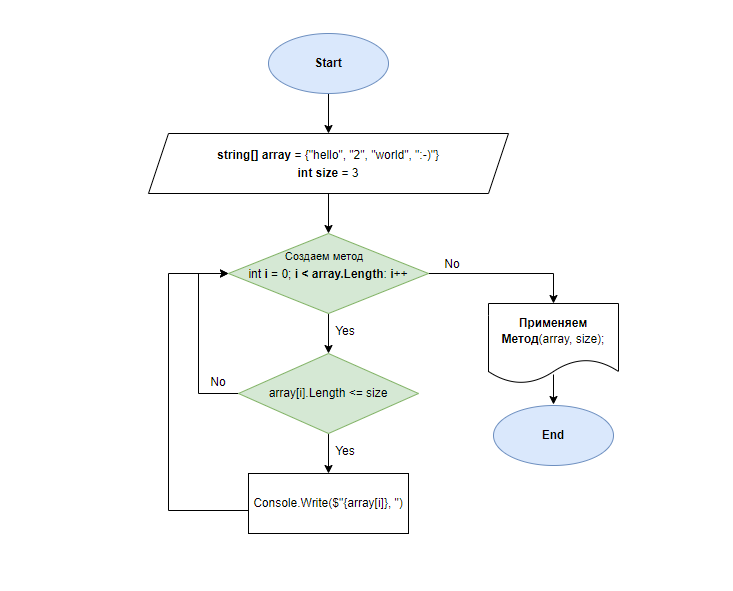 Start
string[] array = {"hello", "2", "world", ":-)"}
int size = 3
Создаем метод
int i = 0; i < array.Length: i++
No
Yes
Применяем
Метод(array, size);
No
array[i].Length <= size
End
Yes
Console.Write($"{array[i]}, ")